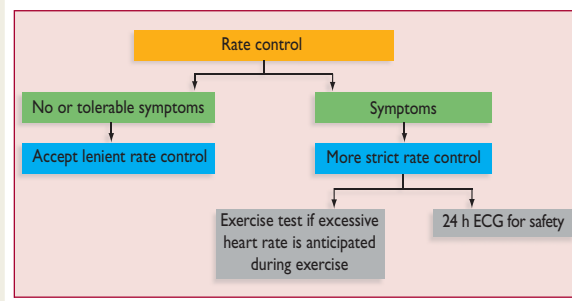 Rate control
No or tolerable symptoms
Symptoms
Accept lenient rate control
More strict rate control
Exercise test if excessive
heart rate is anticipated
during exercise
24 h ECG for safety